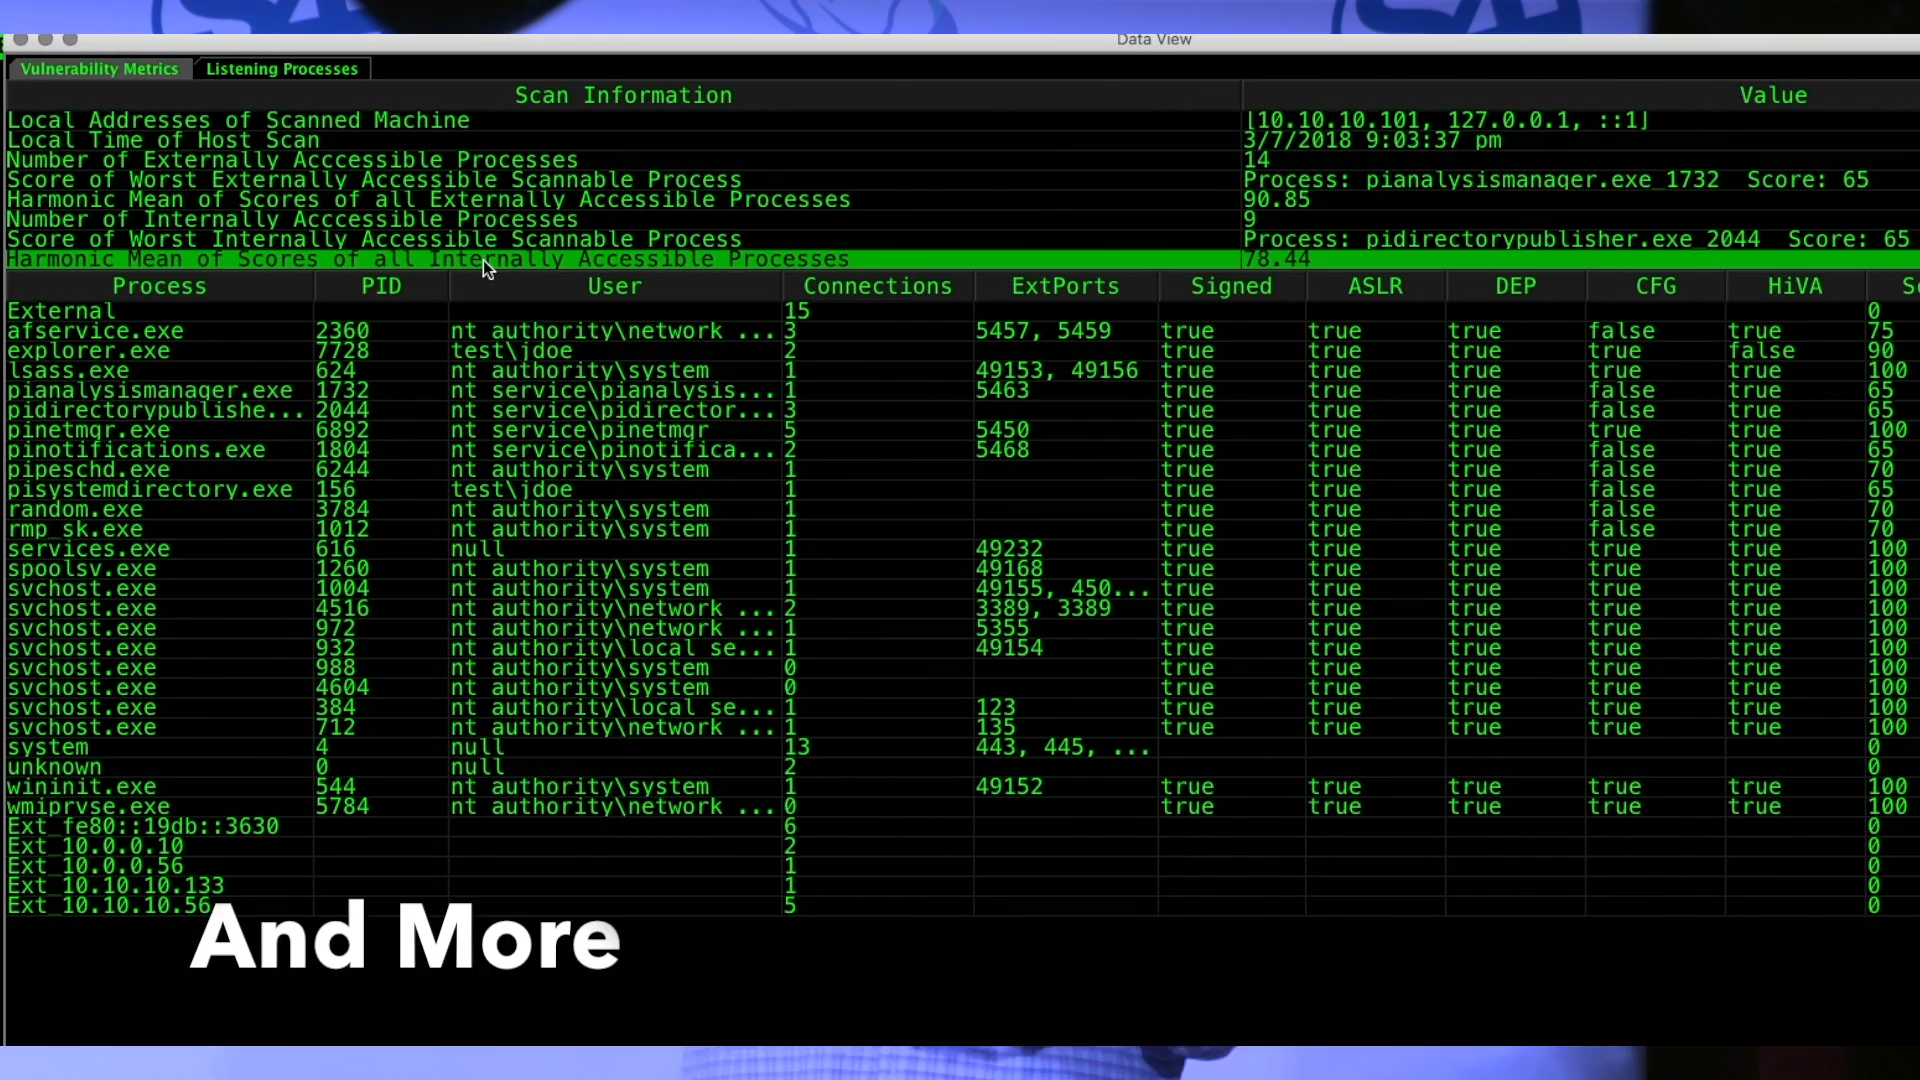 Data View
Vulnerability Metrics Listening Processes
Scan Information Value
Local Addresses of Scanned Machine [10.10.10.101, 127.0.0.1, ::1]
Local Time of Host Scan 3/7/2018 9:03:37 pm
Number of Externally Acccessible Processes 14
Score of Worst Externally Accessible Scannable Process Process: pianalysismanager.exe_1732 Score: 65
Harmonic Mean of Scores of all Externally Accessible Processes 90.85
Number of Internally Acccessible Processes 9
Score of Worst Internally Accessible Scannable Process Process: pidirectorypublisher.exe_2044 Score: 65
Harmonic Mean of Scores of all Internally Accessible Processes 78.44
Process PID User Connections ExtPorts Signed ASLR DEP CFG HiVA
External 15 0
afservice.exe 2360 nt authority\network ... 3 5457, 5459 true true true false true 75
explorer.exe 7728 test\jdoe 2 true true true true false 90
lsass.exe 624 nt authority\system 1 49153, 49156 true true true true true 100
pianalysismanager.exe 1732 nt service\pianalysis... 1 5463 true true true false true 65
pidirectorypublishe... 2044 nt service\pidirector... 3 true true true false true 65
pinetmgr.exe 6892 nt service\pinetmgr 5 5450 true true true true true 100
pinotifications.exe 1804 nt service\pinotifica... 2 5468 true true true false true 65
pipeschd.exe 6244 nt authority\system 1 true true true false true 70
pisystemdirectory.exe 156 test\jdoe 1 true true true false true 65
random.exe 3784 nt authority\system 1 true true true false true 70
rmp_sk.exe 1012 nt authority\system 1 true true true false true 70
services.exe 616 null 1 49232 true true true true true 100
spoolsv.exe 1260 nt authority\system 1 49168 true true true true true 100
svchost.exe 1004 nt authority\system 1 49155, 450... true true true true true 100
svchost.exe 4516 nt authority\network ... 2 3389, 3389 true true true true true 100
svchost.exe 972 nt authority\network ... 1 5355 true true true true true 100
svchost.exe 932 nt authority\local se... 1 49154 true true true true true 100
svchost.exe 988 nt authority\system 0 true true true true true 100
svchost.exe 4604 nt authority\system 0 true true true true true 100
svchost.exe 384 nt authority\local se... 1 123 true true true true true 100
svchost.exe 712 nt authority\network ... 1 135 true true true true true 100
system 4 null 13 443, 445, ... 0
unknown 0 null 2 0
wininit.exe 544 nt authority\system 1 49152 true true true true true 100
wmiprvse.exe 5784 nt authority\network ... 0 true true true true true 100
Ext_fe80::19db::3630 6 0
Ext_10.0.0.10 2 0
Ext_10.0.0.56 1 0
Ext_10.10.10.133 1 0
Ext_10.10.10.56 5 0
And More